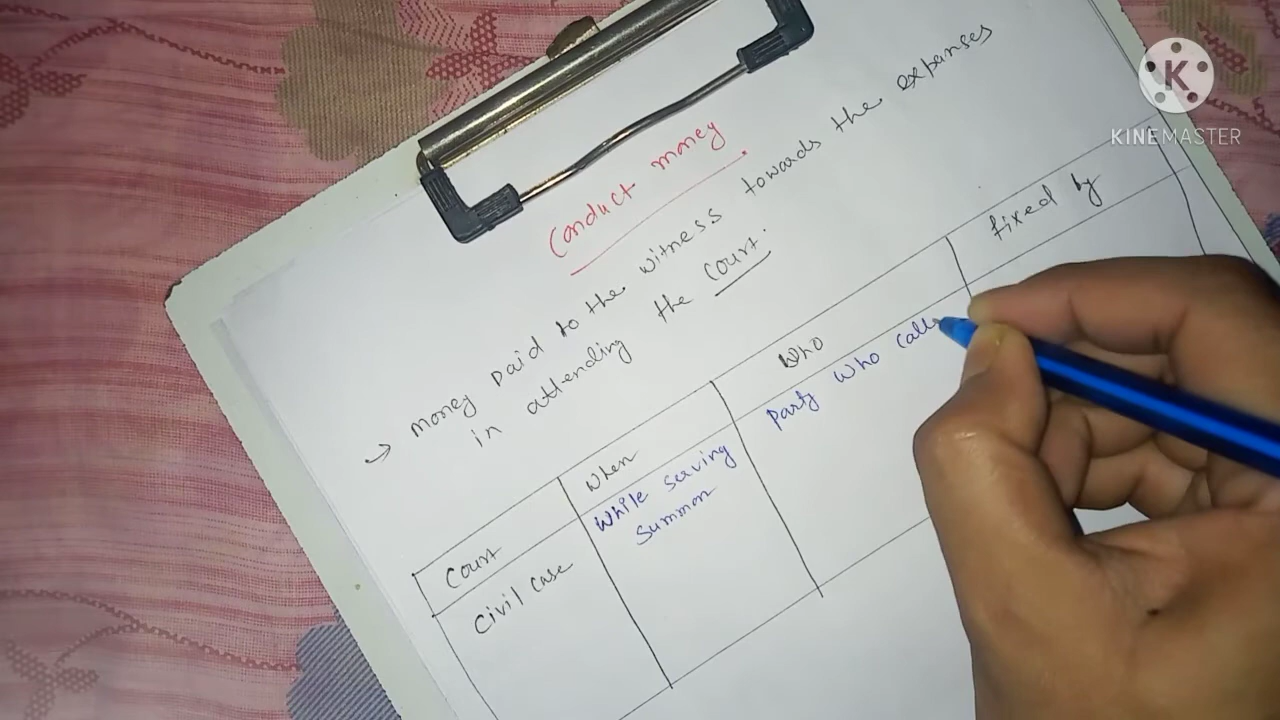 Conduct money
→ money paid to the witness towards the expenses
in attending the Court.
Court
When
Who
fixed by
Civil case
While serving
Summon
Party who calls
KINEMASTER